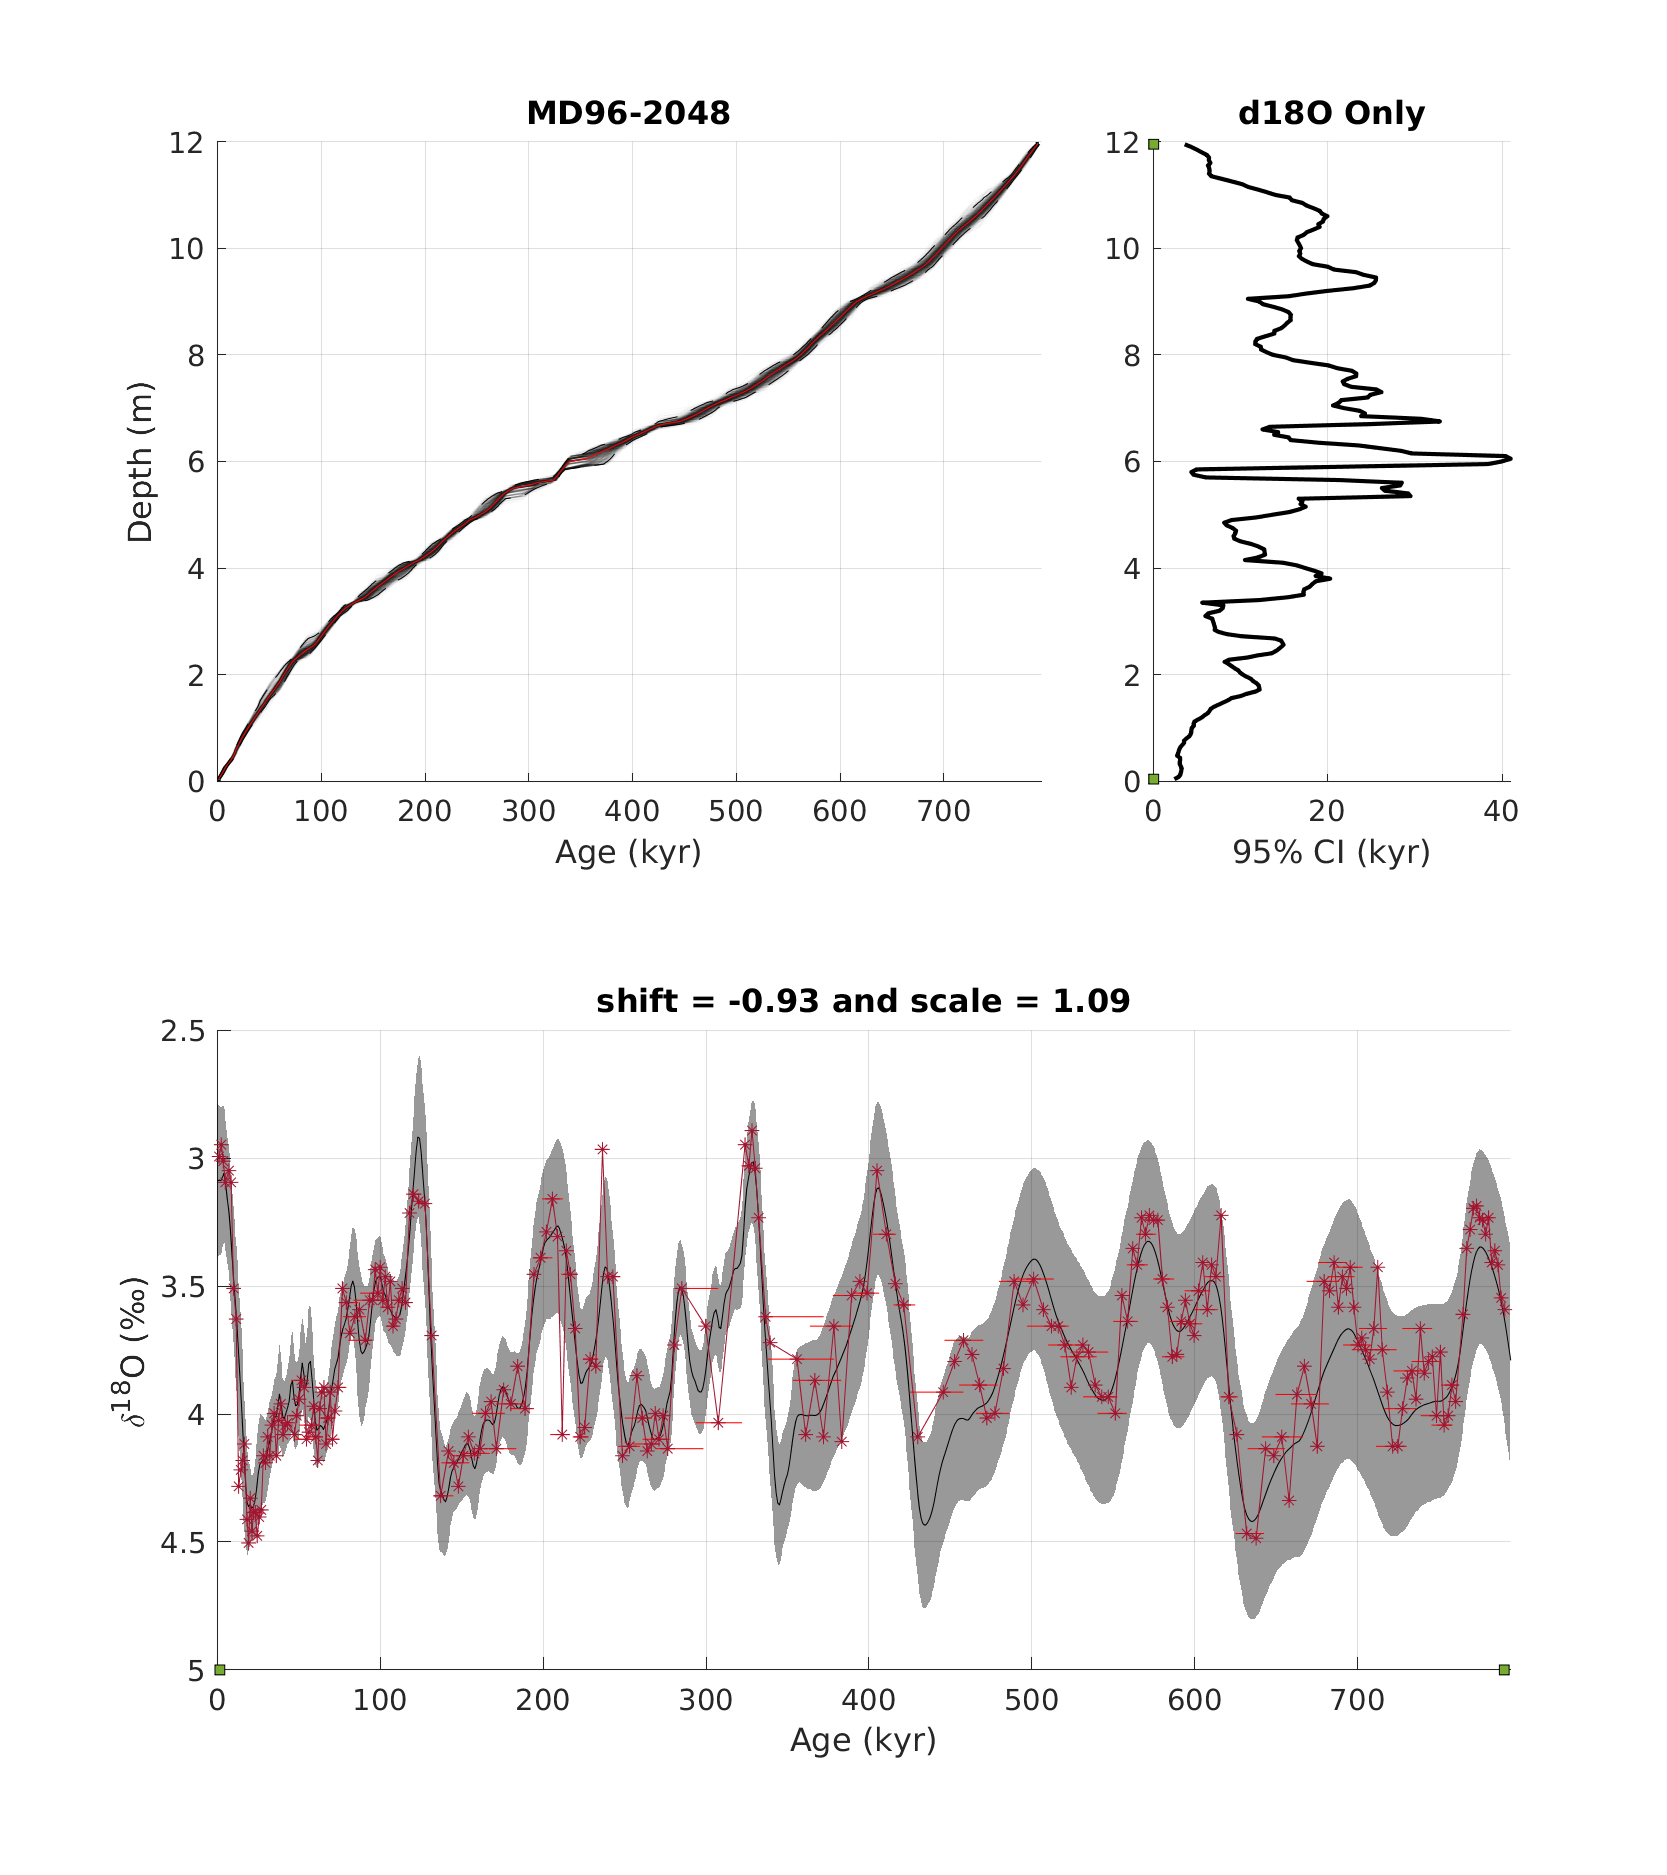 MD96-2048
12
10
8
6
4
2
0
Depth (m)
0 100 200 300 400 500 600 700
Age (kyr)
d18O Only
12
10
8
6
4
2
0
0 20 40
95% CI (kyr)
shift = -0.93 and scale = 1.09
2.5
3
3.5
4
4.5
5
δ¹⁸O (‰)
0 100 200 300 400 500 600 700
Age (kyr)